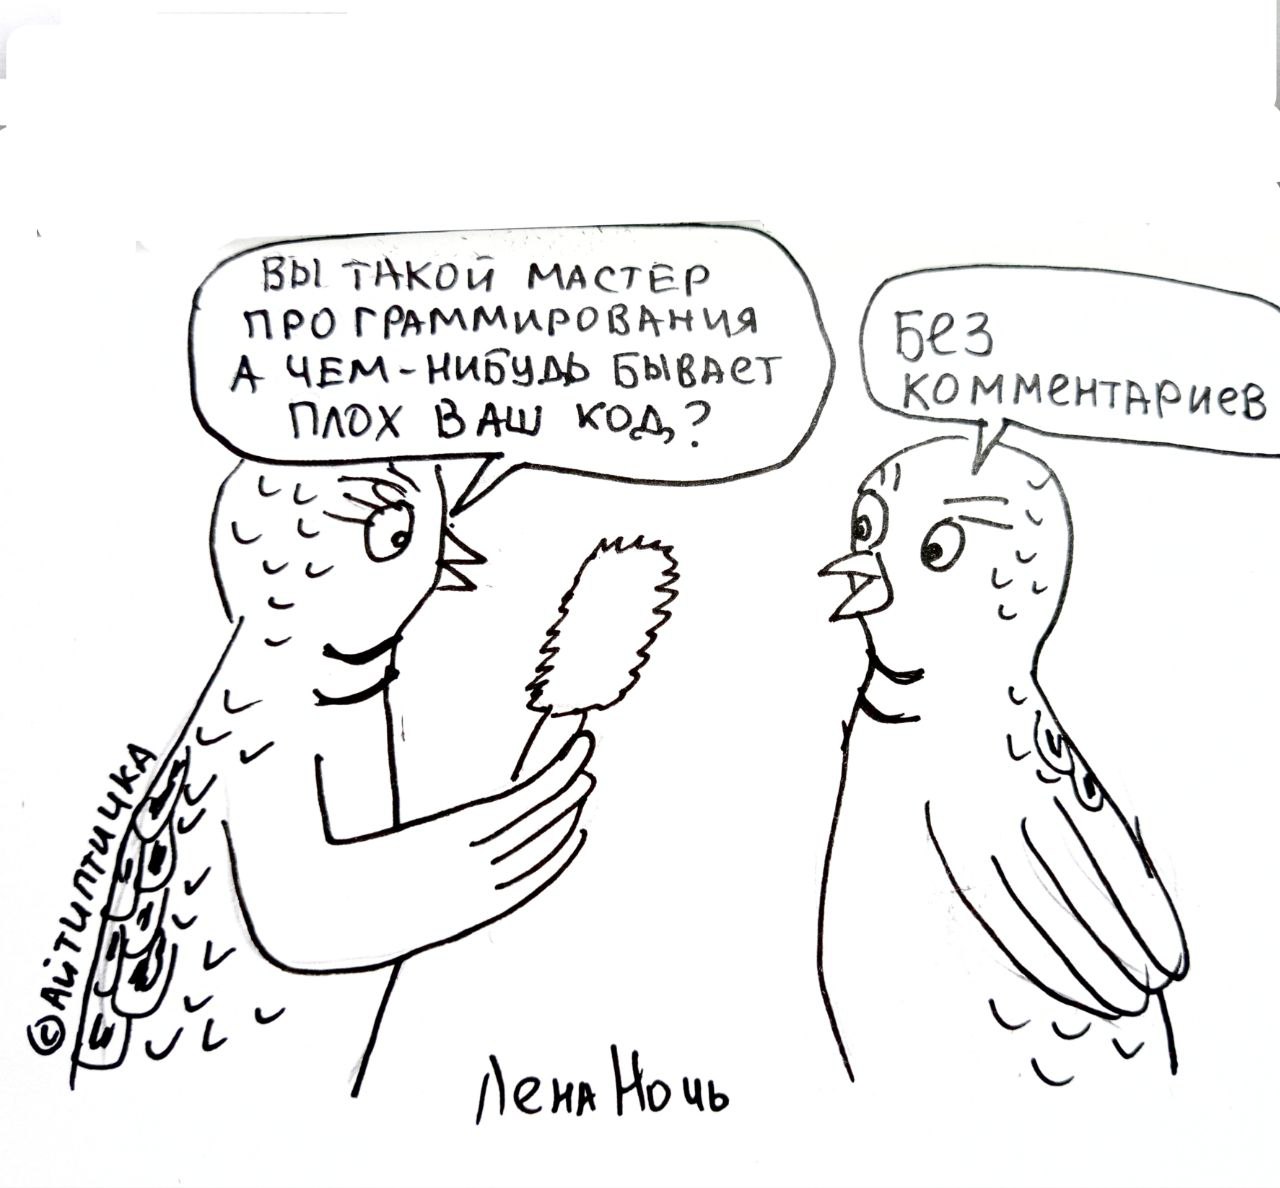 ВЫ ТАКОЙ МАСТЕР
ПРОГРАММИРОВАНИЯ
А ЧЕМ-НИБУДЬ БЫВАЕТ
ПЛОХ ВАШ КОД?
БЕЗ
КОММЕНТАРИЕВ
©АЙТИПТИЧКА
Лена Ночь